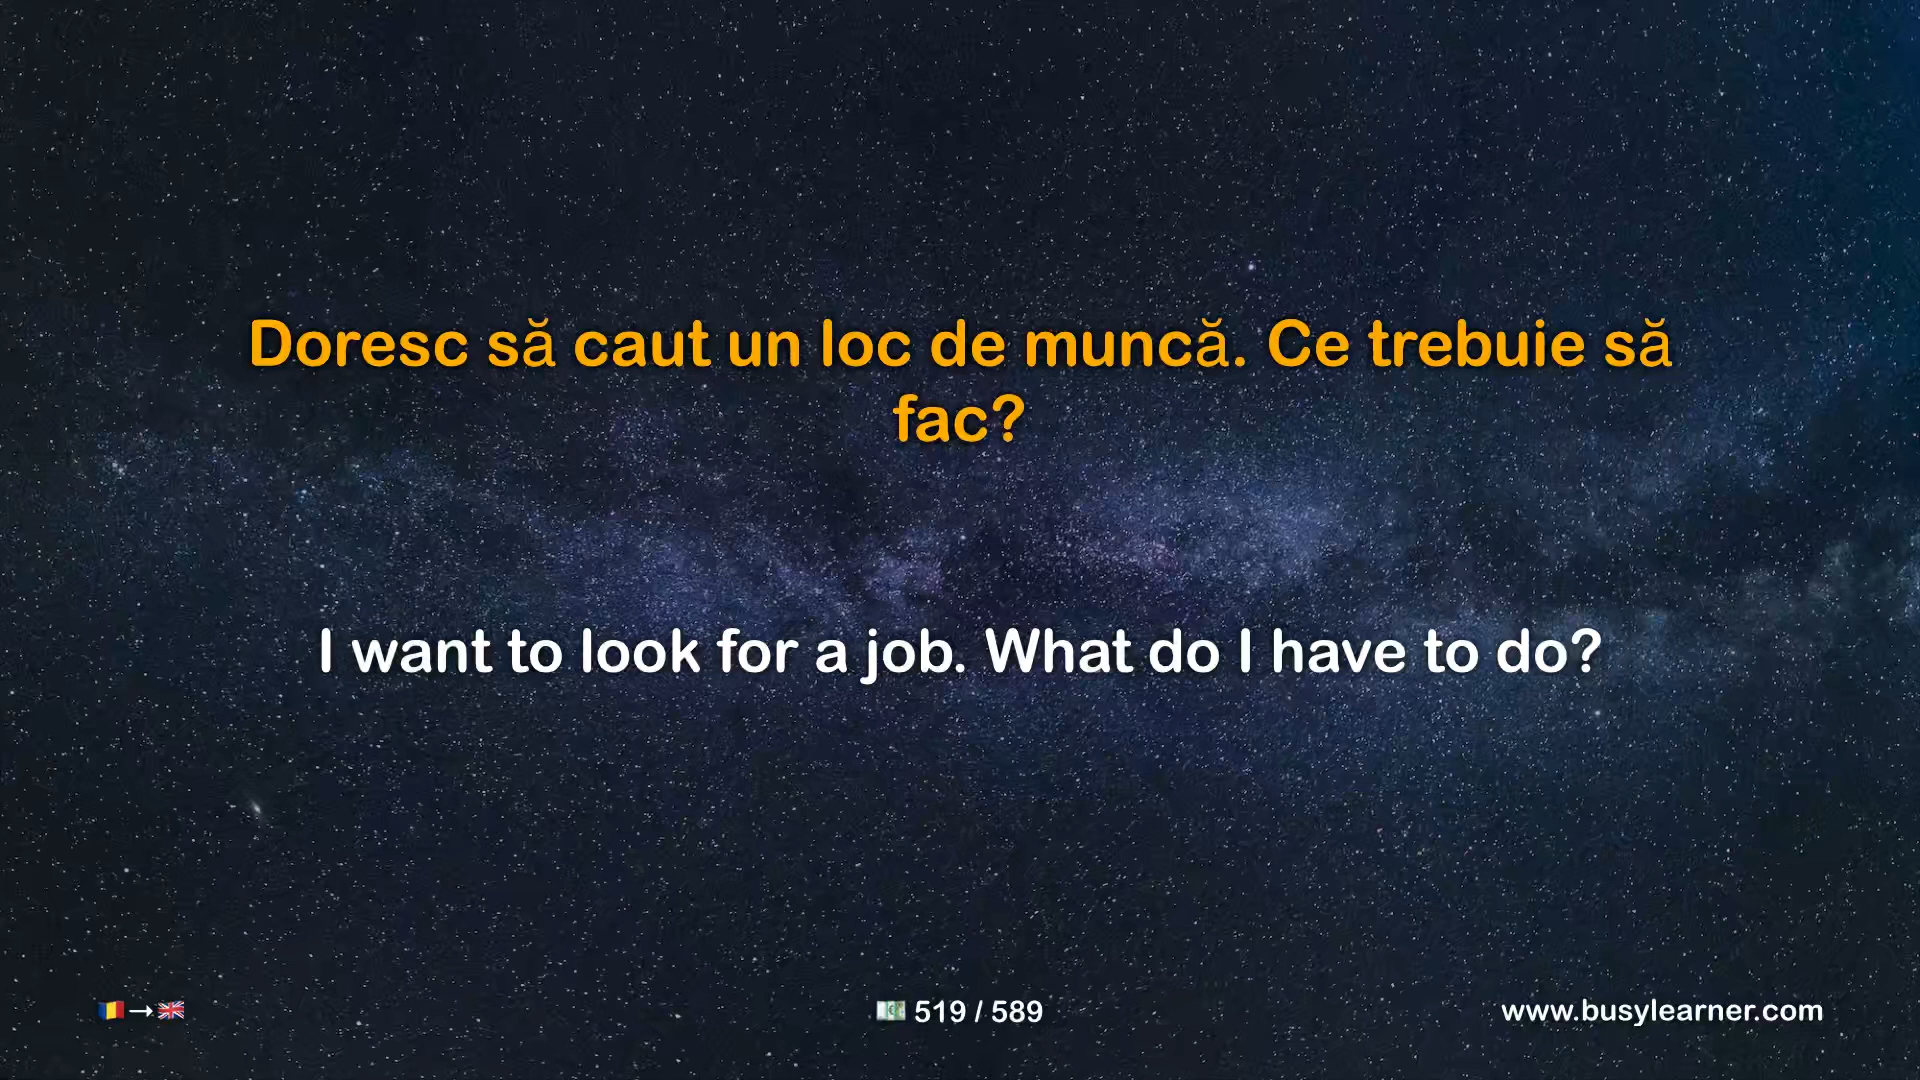 Doresc să caut un loc de muncă. Ce trebuie să
fac?
I want to look for a job. What do I have to do?
🇷🇴→🇬🇧
💶 519 / 589
www.busylearner.com